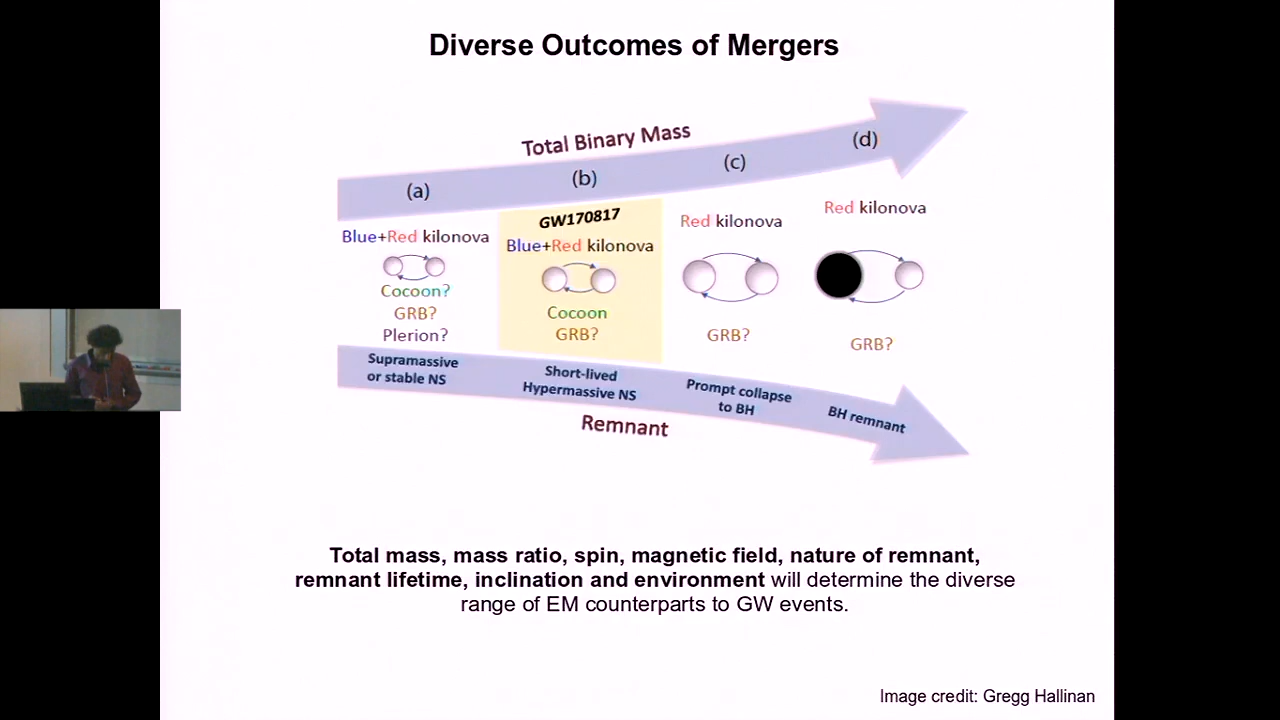 Diverse Outcomes of Mergers
Total Binary Mass
(a)
(b)
(c)
(d)
Blue+Red kilonova
Cocoon?
GRB?
Plerion?
GW170817
Blue+Red kilonova
Cocoon
GRB?
Red kilonova
GRB?
Red kilonova
GRB?
Supramassive
or stable NS
Short-lived
Hypermassive NS
Prompt collapse
to BH
BH remnant
Remnant
Total mass, mass ratio, spin, magnetic field, nature of remnant,
remnant lifetime, inclination and environment will determine the diverse
range of EM counterparts to GW events.
Image credit: Gregg Hallinan